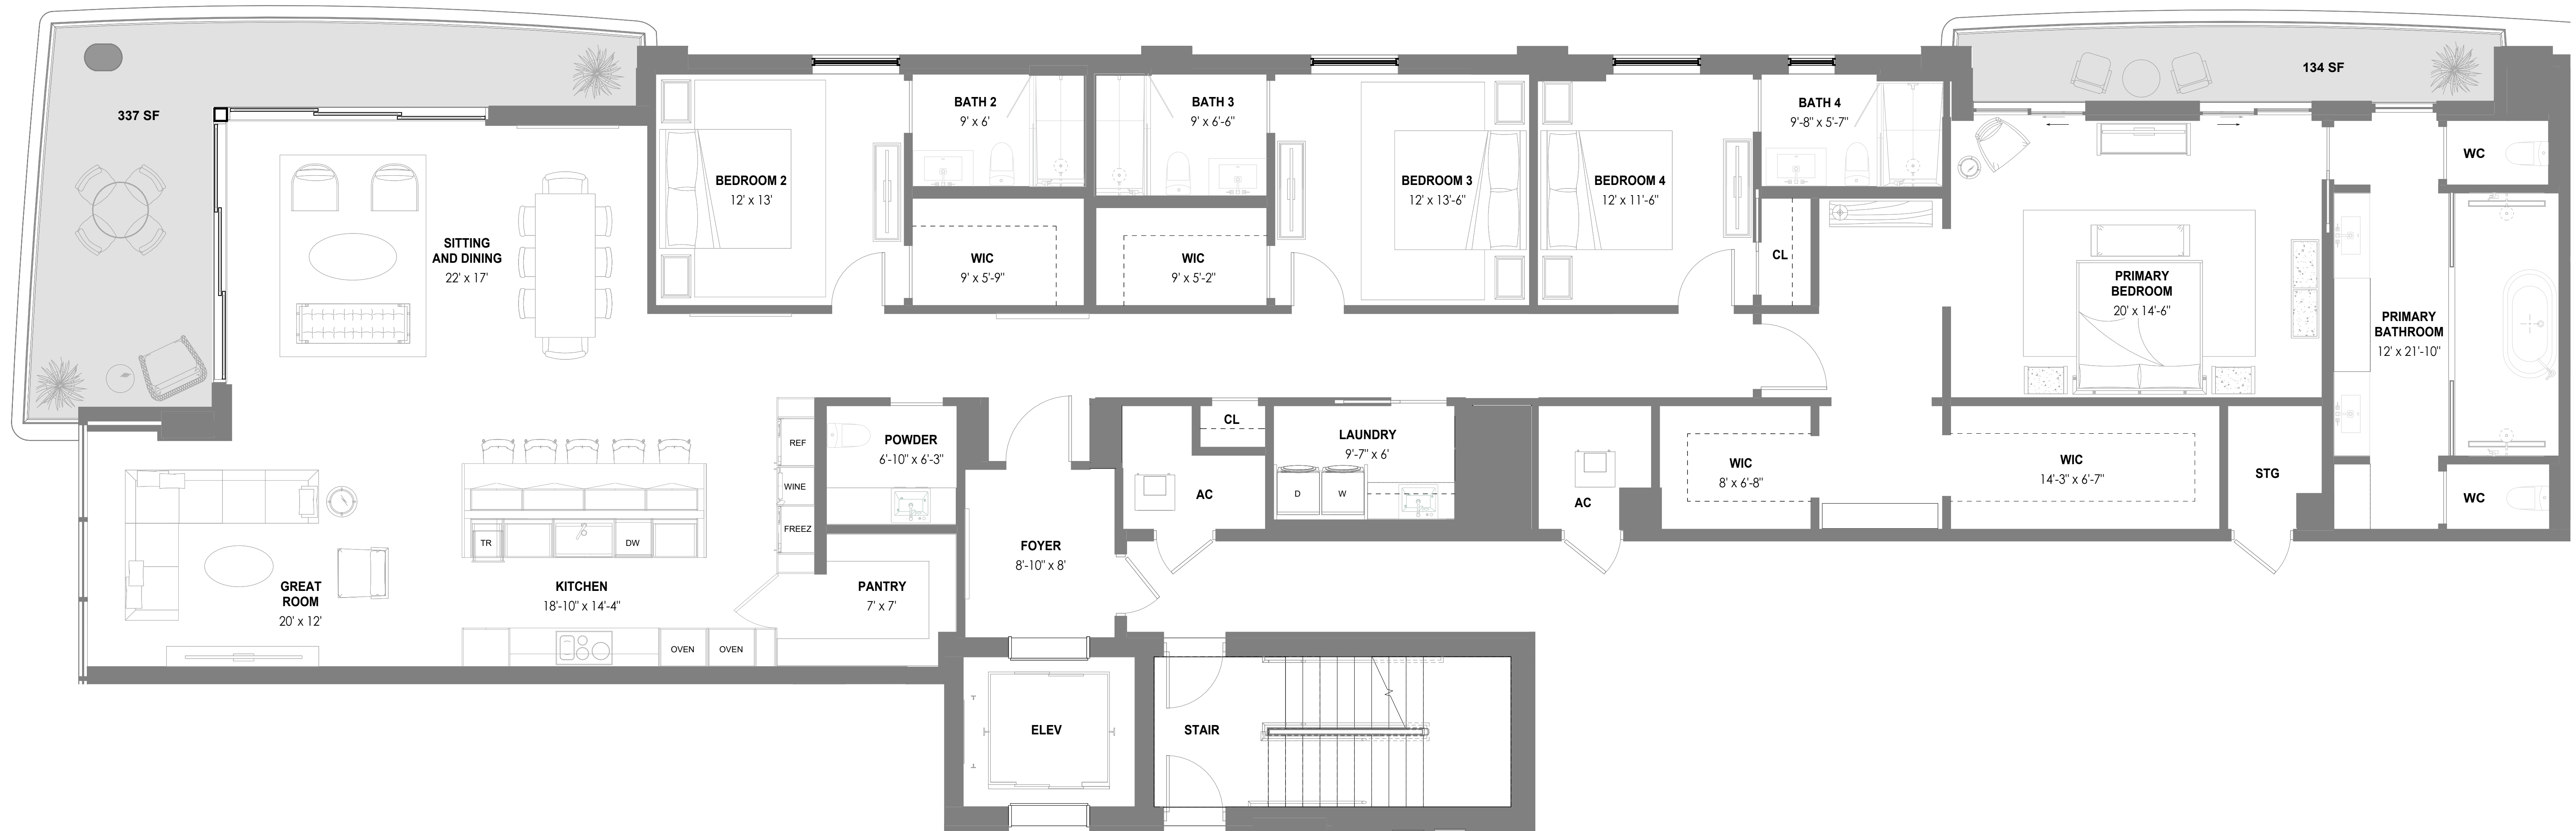 337 SF
134 SF
SITTING
AND DINING
22' x 17'
BEDROOM 2
12' x 13'
BATH 2
9' x 6'
WIC
9' x 5'-9"
BATH 3
9' x 6'-6"
WIC
9' x 5'-2"
BEDROOM 3
12' x 13'-6"
BEDROOM 4
12' x 11'-6"
BATH 4
9'-8" x 5'-7"
CL
PRIMARY
BEDROOM
20' x 14'-6"
PRIMARY
BATHROOM
12' x 21'-10"
WC
WC
GREAT
ROOM
20' x 12'
KITCHEN
18'-10" x 14'-4"
TR
DW
REF
WINE
FREEZ
OVEN
OVEN
POWDER
6'-10" x 6'-3"
PANTRY
7' x 7'
FOYER
8'-10" x 8'
AC
CL
LAUNDRY
9'-7" x 6'
D
W
AC
WIC
8' x 6'-8"
WIC
14'-3" x 6'-7"
STG
ELEV
STAIR